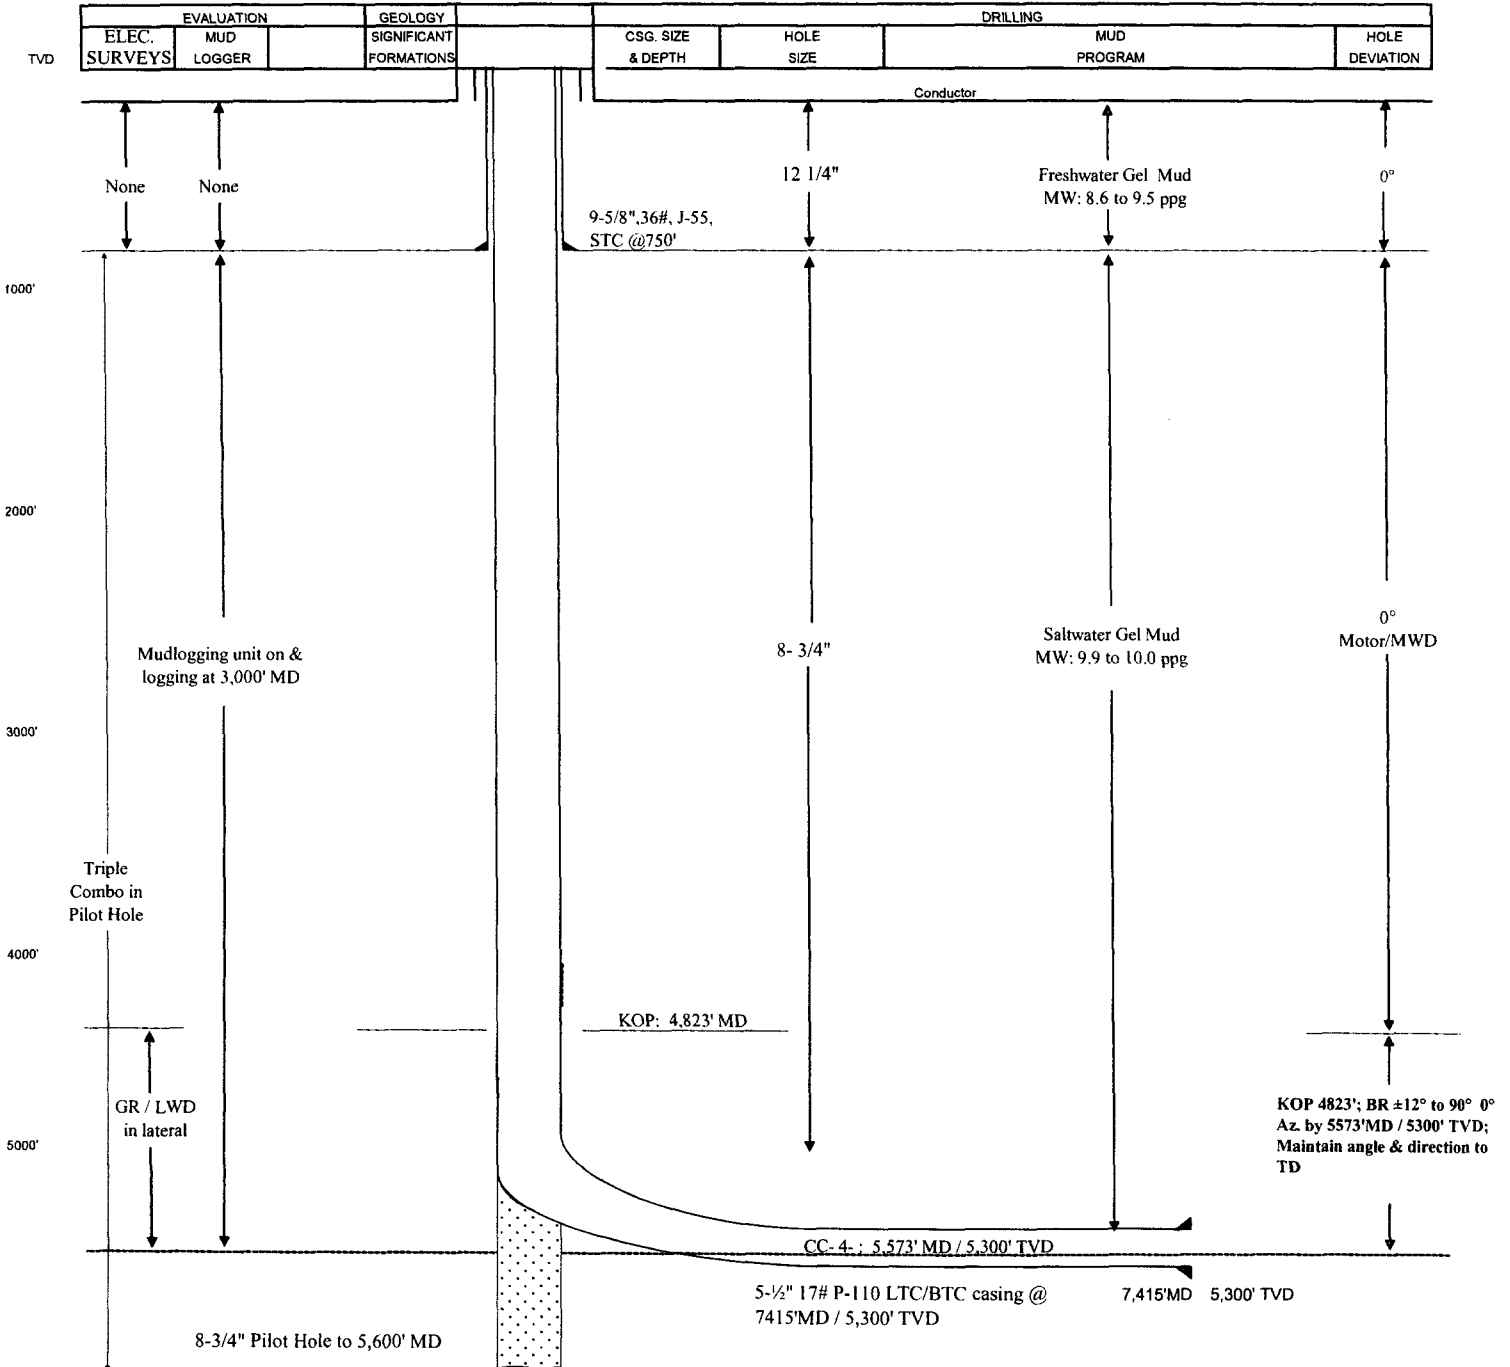 EVALUATION
GEOLOGY
DRILLING
TVD
ELEC.
SURVEYS
MUD
LOGGER
SIGNIFICANT
FORMATIONS
CSG. SIZE
& DEPTH
HOLE
SIZE
MUD
PROGRAM
HOLE
DEVIATION
Conductor
None
None
12 1/4"
Freshwater Gel Mud
MW: 8.6 to 9.5 ppg
0°
9-5/8",36#, J-55,
STC @750'
1000'
2000'
0°
Motor/MWD
Mudlogging unit on &
logging at 3,000' MD
8- 3/4"
Saltwater Gel Mud
MW: 9.9 to 10.0 ppg
3000'
Triple
Combo in
Pilot Hole
4000'
KOP: 4,823' MD
GR / LWD
in lateral
5000'
KOP 4823'; BR ±12° to 90° 0°
Az. by 5573'MD / 5300' TVD;
Maintain angle & direction to
TD
CC- 4- : 5,573' MD / 5,300' TVD
5-½" 17# P-110 LTC/BTC casing @
7415'MD / 5,300' TVD
7,415'MD 5,300' TVD
8-3/4" Pilot Hole to 5,600' MD